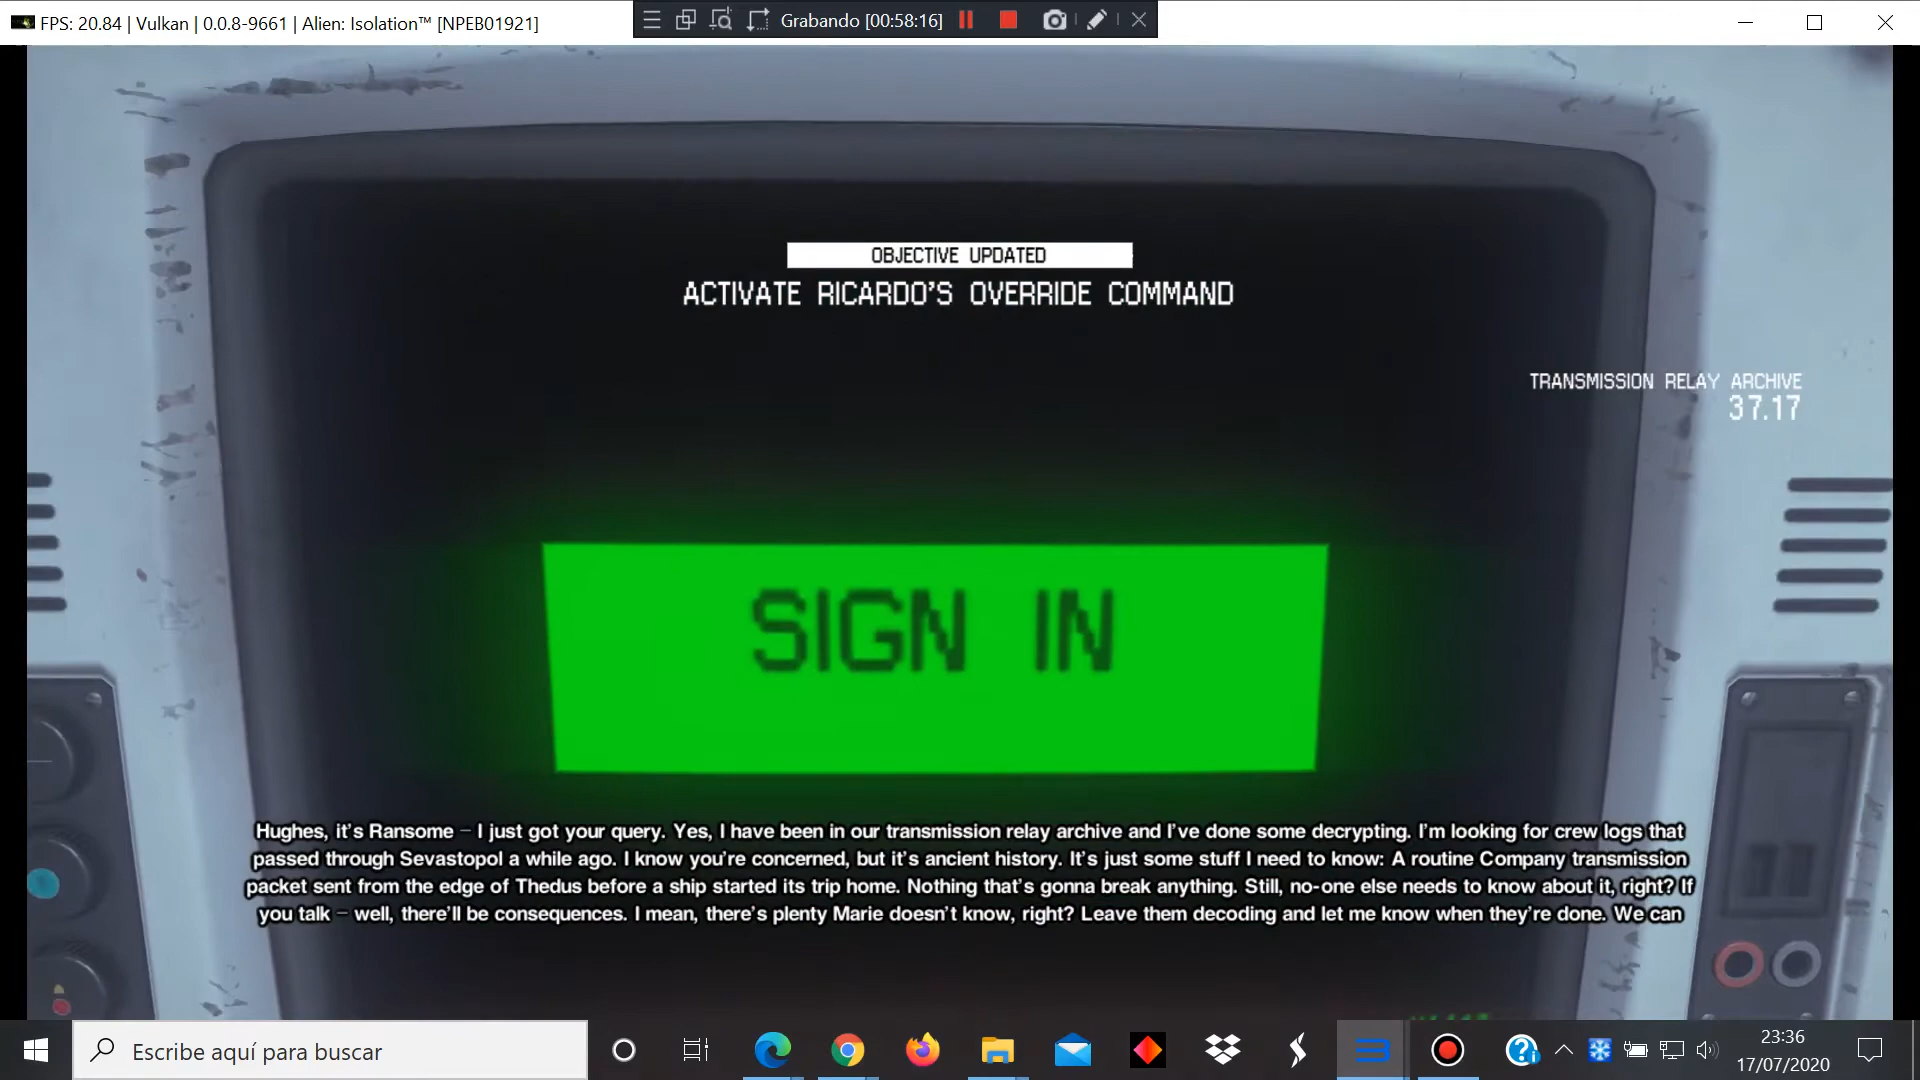 FPS: 20.84 | Vulkan | 0.0.8-9661 | Alien: Isolation™ [NPEB01921]
Grabando [00:58:16]
OBJECTIVE UPDATED
ACTIVATE RICARDO'S OVERRIDE COMMAND
TRANSMISSION RELAY ARCHIVE
37.17
SIGN IN
Hughes, it's Ransome – I just got your query. Yes, I have been in our transmission relay archive and I've done some decrypting. I'm looking for crew logs that
passed through Sevastopol a while ago. I know you're concerned, but it's ancient history. It's just some stuff I need to know: A routine Company transmission
packet sent from the edge of Thedus before a ship started its trip home. Nothing that's gonna break anything. Still, no-one else needs to know about it, right? If
you talk – well, there'll be consequences. I mean, there's plenty Marie doesn't know, right? Leave them decoding and let me know when they're done. We can
Escribe aquí para buscar
23:36
17/07/2020